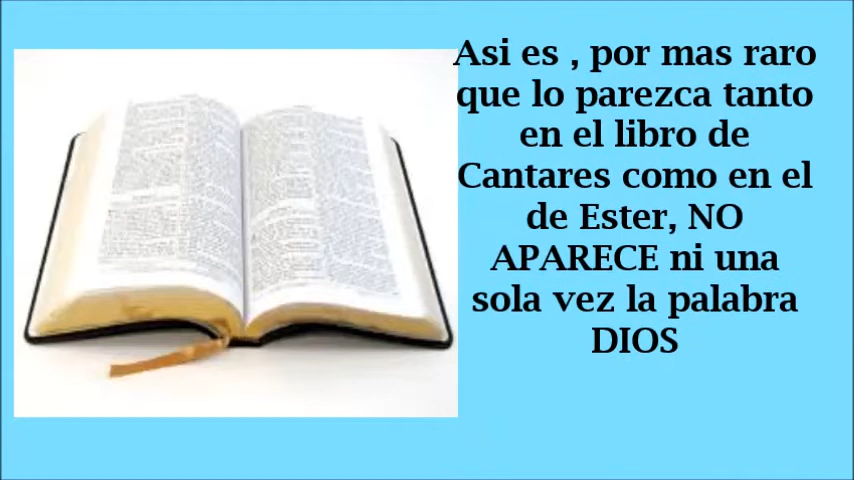 Asi es , por mas raro
que lo parezca tanto
en el libro de
Cantares como en el
de Ester, NO
APARECE ni una
sola vez la palabra
DIOS